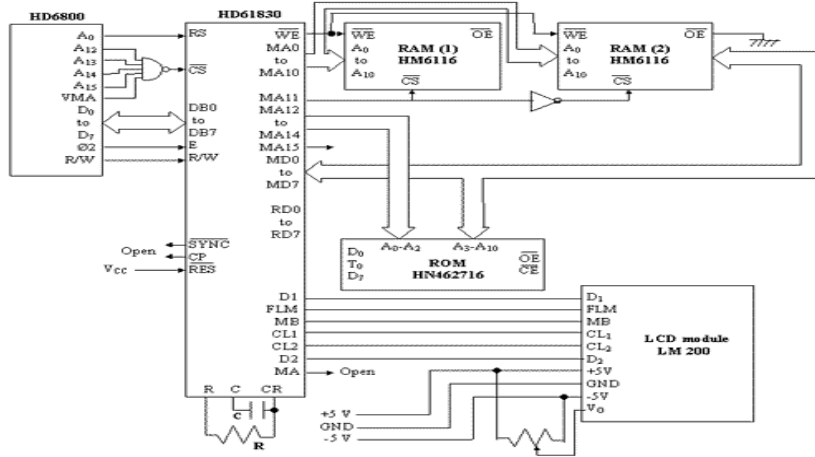 HD6800
A0
A12
A13
A14
A15
VMA
D0
to
D7
Ø2
R/W
HD61830
RS
CS
DB0
to
DB7
E
R/W
SYNC
CP
RES
Open
VCC
WE
MA0
to
MA10
MA11
MA12
to
MA14
MA15
MD0
to
MD7
RD0
to
RD7
D1
FLM
MB
CL1
CL2
D2
MA
Open
R C CR
C
R
WE OE
A0 RAM (1)
to HM6116
A10
CS
WE OE
A0 RAM (2)
to HM6116
A10
CS
A0-A2 A3-A10
D0 OE
T0 ROM CE
D7 HN462716
D1
FLM
MB
CL1
CL2
D2
+5V
GND
-5V
V0
LCD module
LM 200
+5 V
GND
-5 V